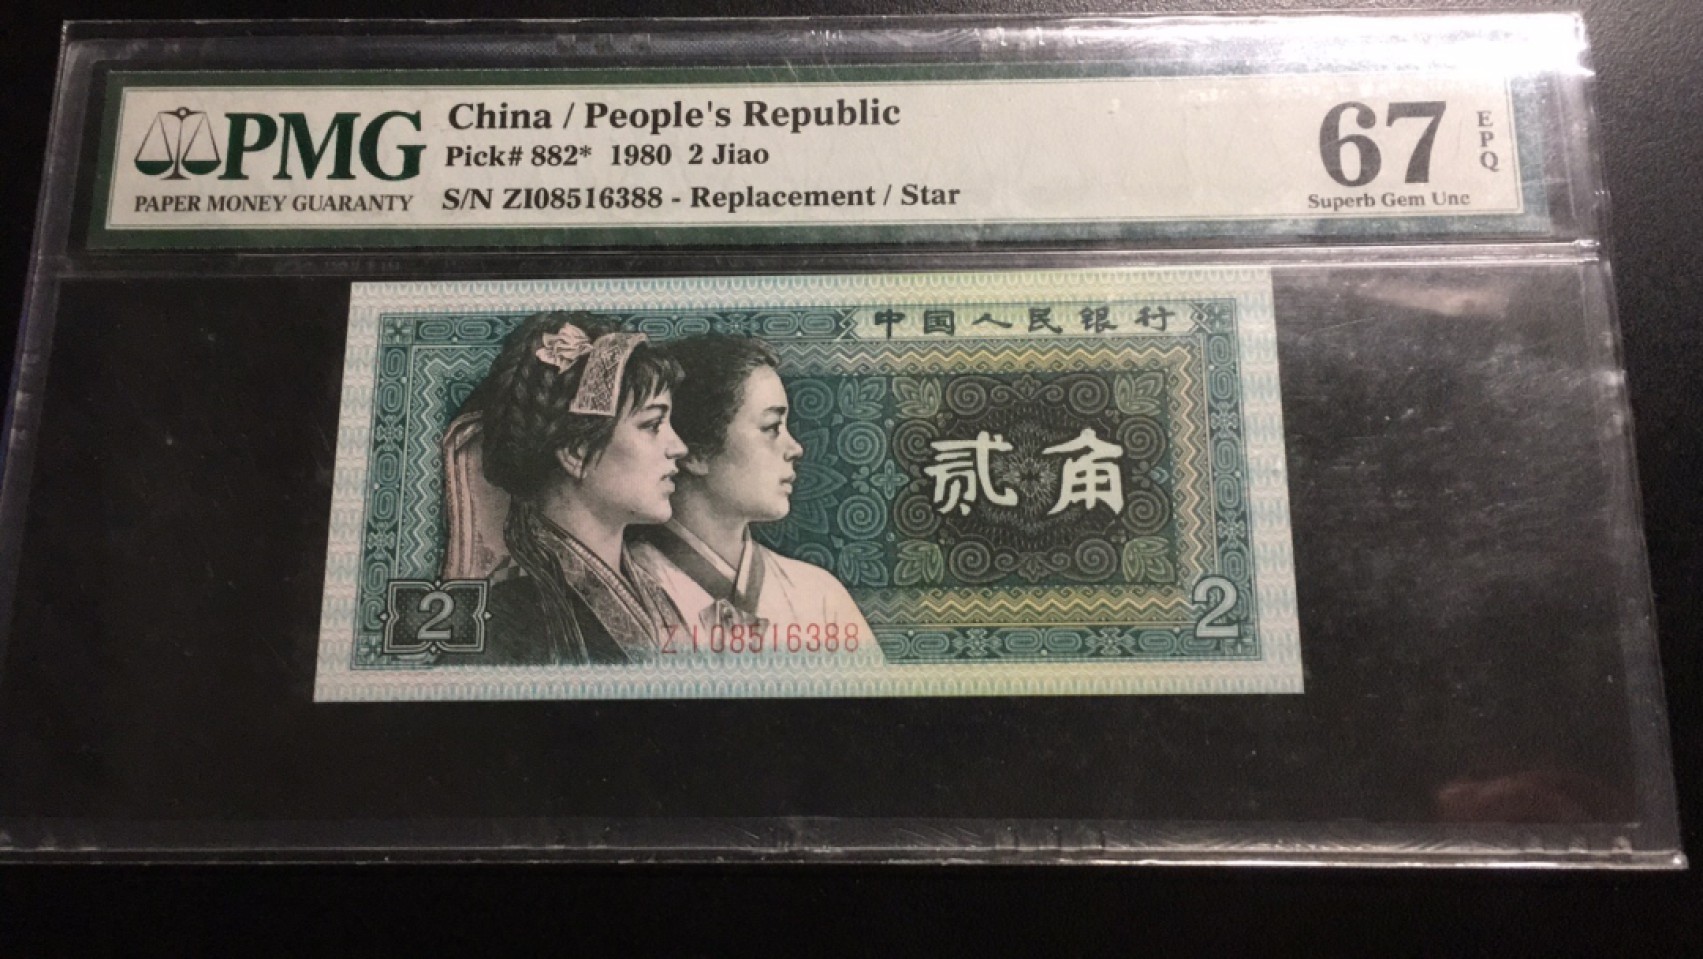 PMG
PAPER MONEY GUARANTY
China / People's Republic
Pick# 882* 1980 2 Jiao
S/N ZI08516388 - Replacement / Star
67
EPQ
Superb Gem Unc
中国人民银行
贰角
2
2
ZI08516388